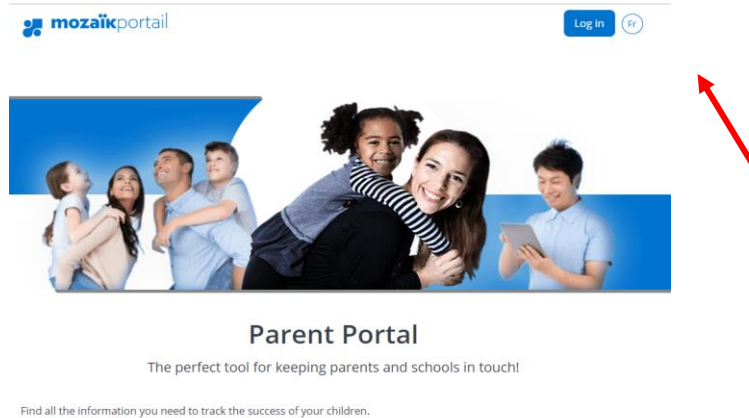 mozaïkportail
Log in Fr
Parent Portal
The perfect tool for keeping parents and schools in touch!
Find all the information you need to track the success of your children.